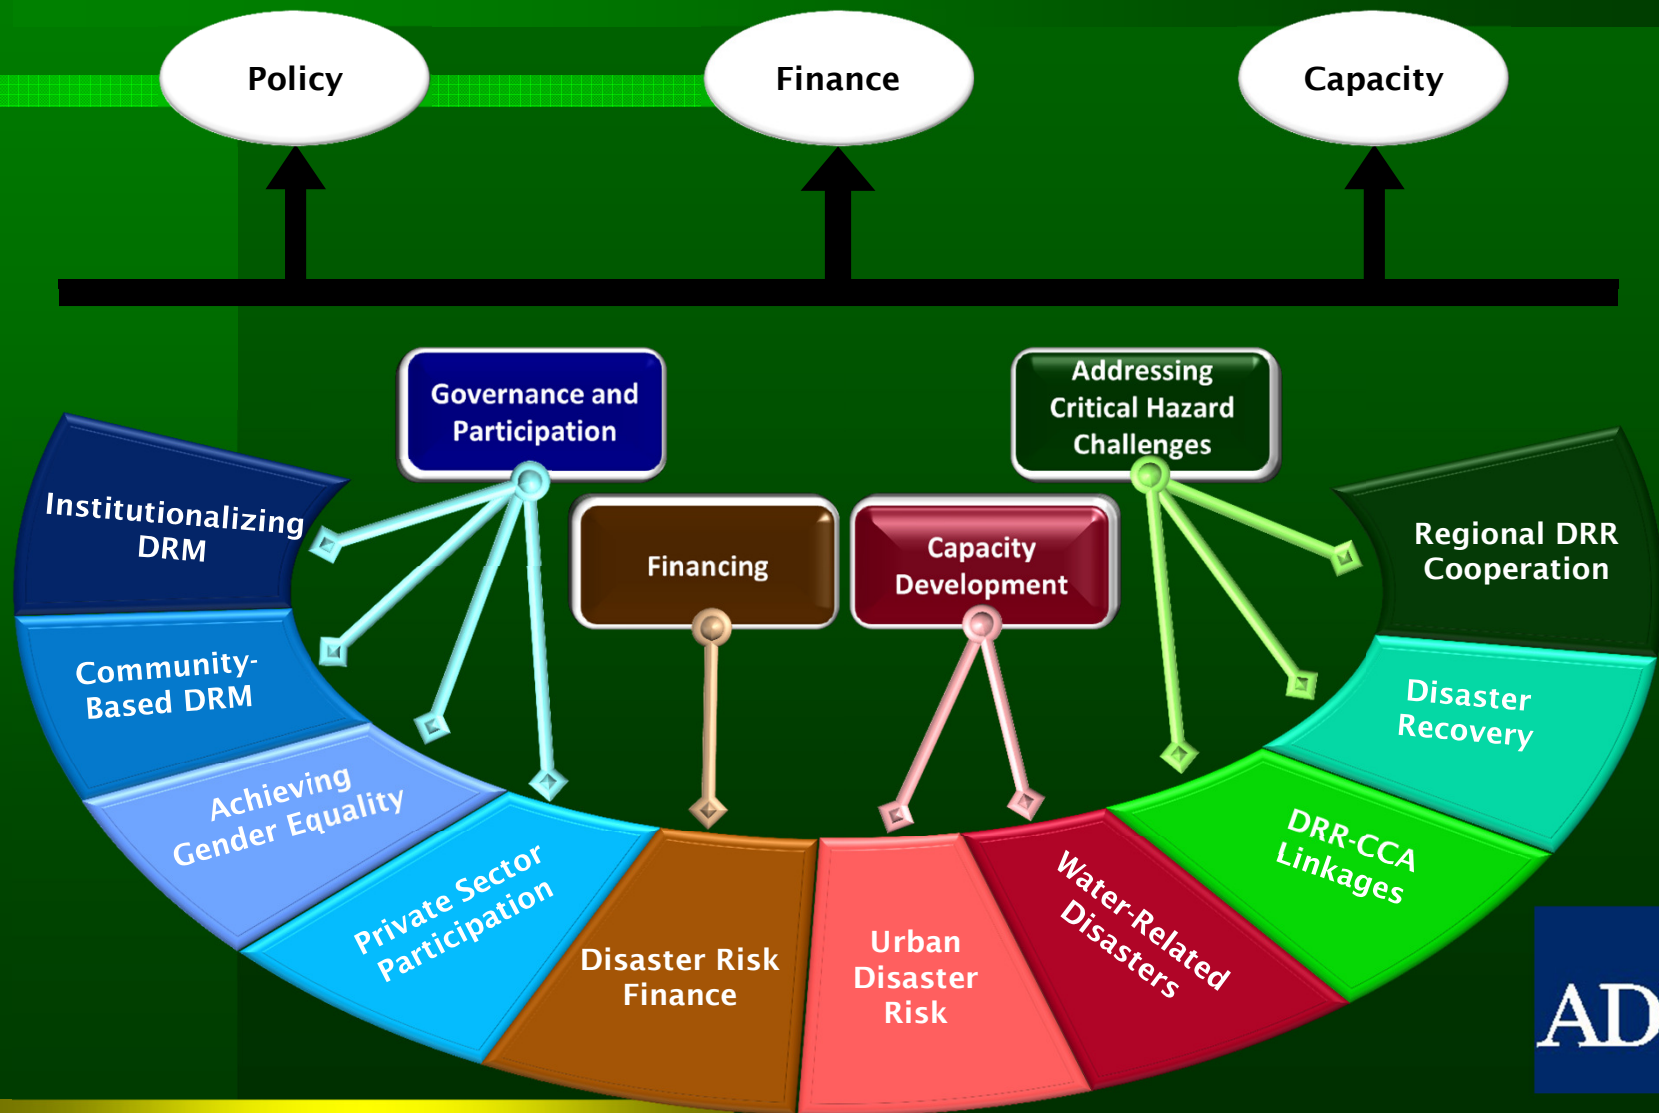 Policy
Finance
Capacity
Governance and
Participation
Addressing
Critical Hazard
Challenges
Financing
Capacity
Development
Institutionalizing
DRM
Community-
Based DRM
Achieving
Gender Equality
Private Sector
Participation
Disaster Risk
Finance
Urban
Disaster
Risk
Water-Related
Disasters
DRR-CCA
Linkages
Disaster
Recovery
Regional DRR
Cooperation
AD